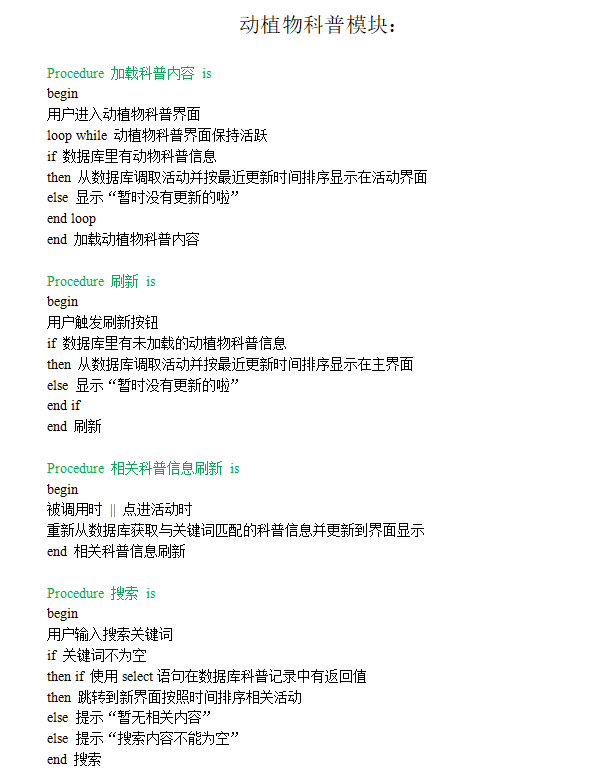 动植物科普模块：
Procedure 加载科普内容 is
begin
用户进入动植物科普界面
loop while 动植物科普界面保持活跃
if 数据库里有动物科普信息
then 从数据库调取活动并按最近更新时间排序显示在活动界面
else 显示“暂时没有更新的啦”
end loop
end 加载动植物科普内容
Procedure 刷新 is
begin
用户触发刷新按钮
if 数据库里有未加载的动植物科普信息
then 从数据库调取活动并按最近更新时间排序显示在主界面
else 显示“暂时没有更新的啦”
end if
end 刷新
Procedure 相关科普信息刷新 is
begin
被调用时 || 点进活动时
重新从数据库获取与关键词匹配的科普信息并更新到界面显示
end 相关科普信息刷新
Procedure 搜索 is
begin
用户输入搜索关键词
if 关键词不为空
then if 使用 select 语句在数据库科普记录中有返回值
then 跳转到新界面按照时间排序相关活动
else 提示“暂无相关内容”
else 提示“搜索内容不能为空”
end 搜索